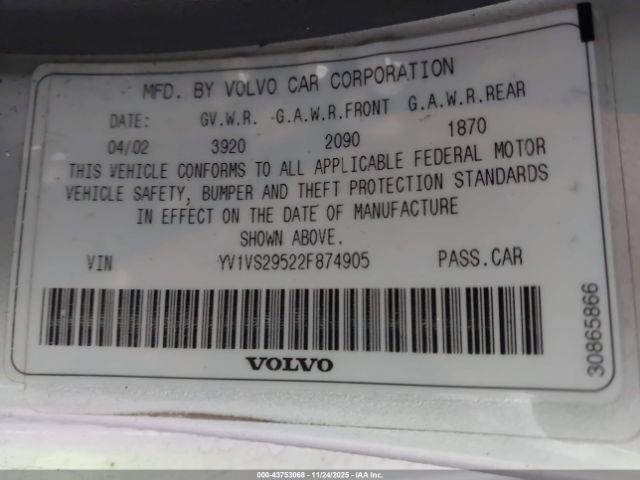 MFD. BY VOLVO CAR CORPORATION
DATE: GV.W.R. G.A.W.R.FRONT G.A.W.R.REAR
04/02 3920 2090 1870
THIS VEHICLE CONFORMS TO ALL APPLICABLE FEDERAL MOTOR
VEHICLE SAFETY, BUMPER AND THEFT PROTECTION STANDARDS
IN EFFECT ON THE DATE OF MANUFACTURE
SHOWN ABOVE.
VIN YV1VS29522F874905 PASS.CAR
VOLVO
30865866
000-43753068 - 11/24/2025 - IAAI.com